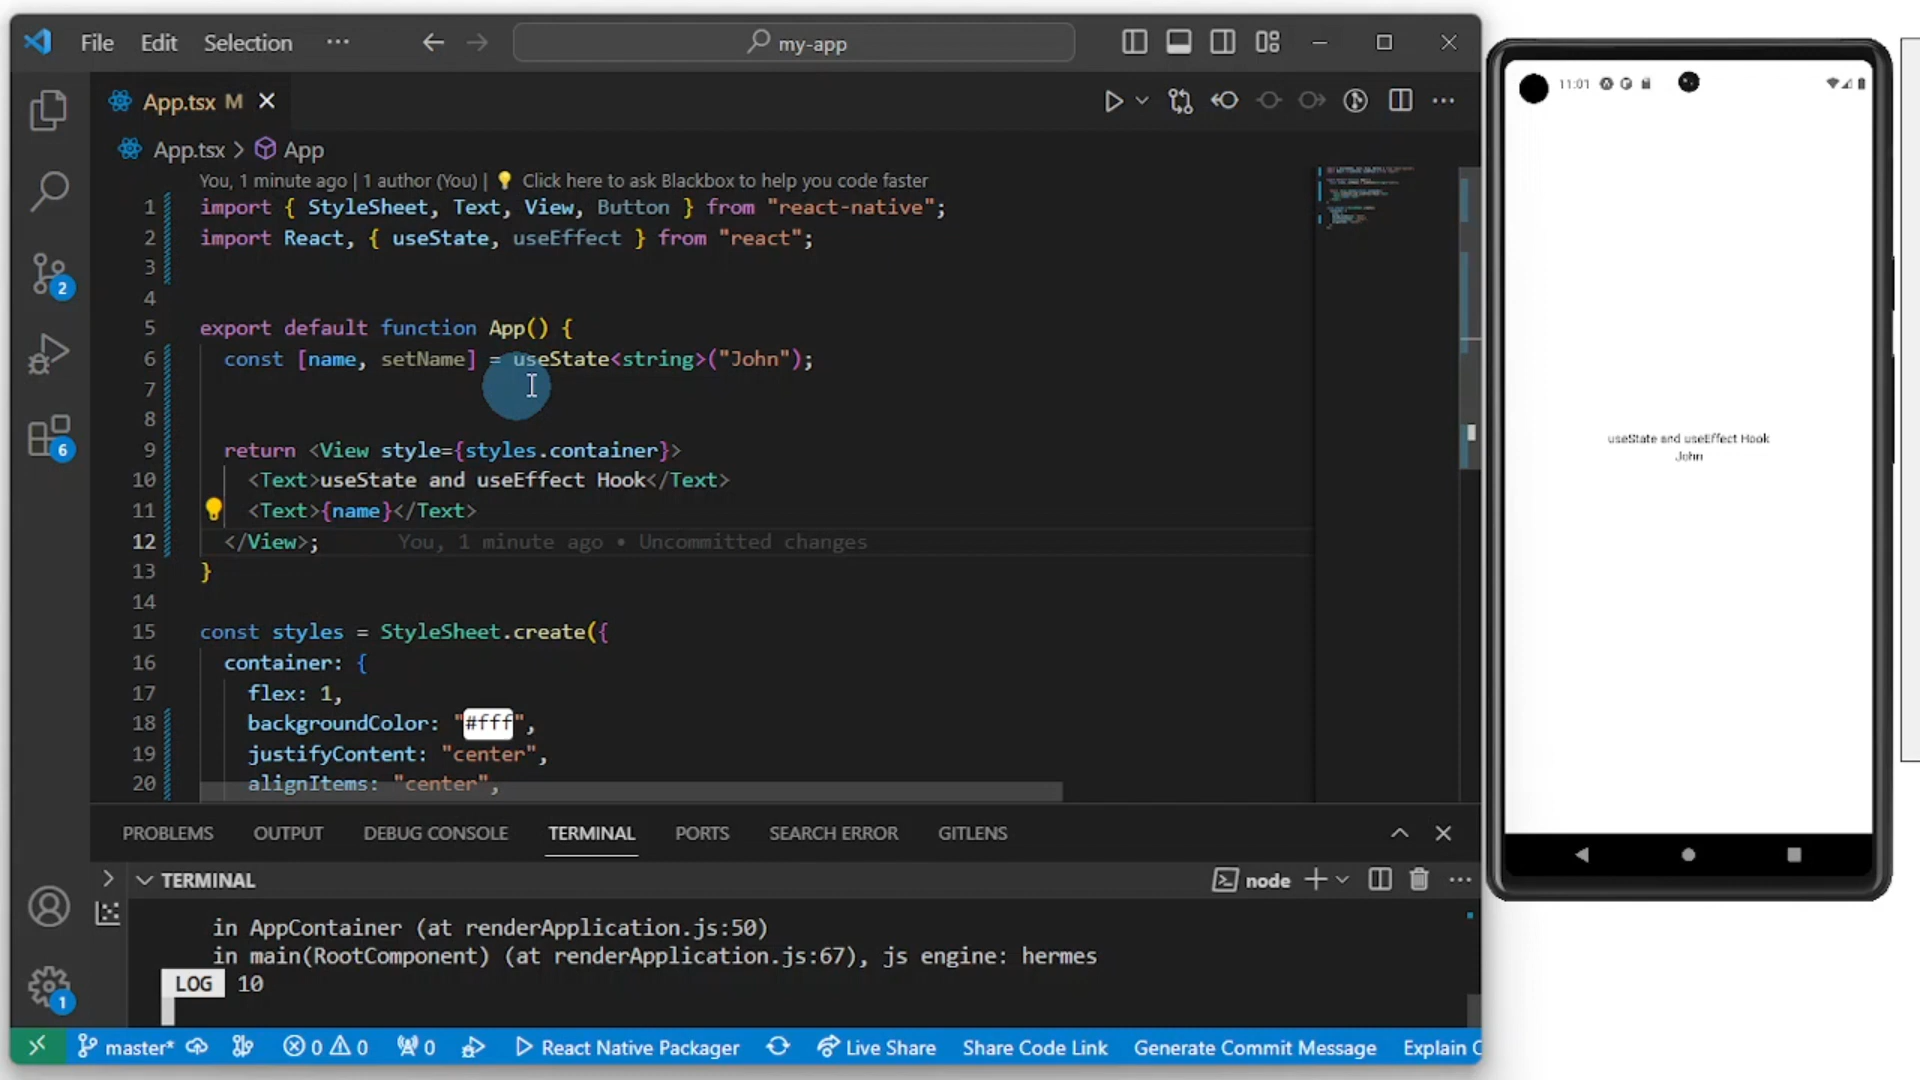 File Edit Selection ··· my-app
App.tsx M
App.tsx > App
You, 1 minute ago | 1 author (You) | Click here to ask Blackbox to help you code faster
1 import { StyleSheet, Text, View, Button } from "react-native";
2 import React, { useState, useEffect } from "react";
3
4
5 export default function App() {
6 const [name, setName] = useState<string>("John");
7
8
9 return <View style={styles.container}>
10 <Text>useState and useEffect Hook</Text>
11 <Text>{name}</Text>
12 </View>; You, 1 minute ago • Uncommitted changes
13 }
14
15 const styles = StyleSheet.create({
16 container: {
17 flex: 1,
18 backgroundColor: "#fff",
19 justifyContent: "center",
20 alignItems: "center",
2
6
1
PROBLEMS OUTPUT DEBUG CONSOLE TERMINAL PORTS SEARCH ERROR GITLENS
TERMINAL node
in AppContainer (at renderApplication.js:50)
in main(RootComponent) (at renderApplication.js:67), js engine: hermes
LOG 10
master* 0 0 0 React Native Packager Live Share Share Code Link Generate Commit Message Explain C
11:01
useState and useEffect Hook
John